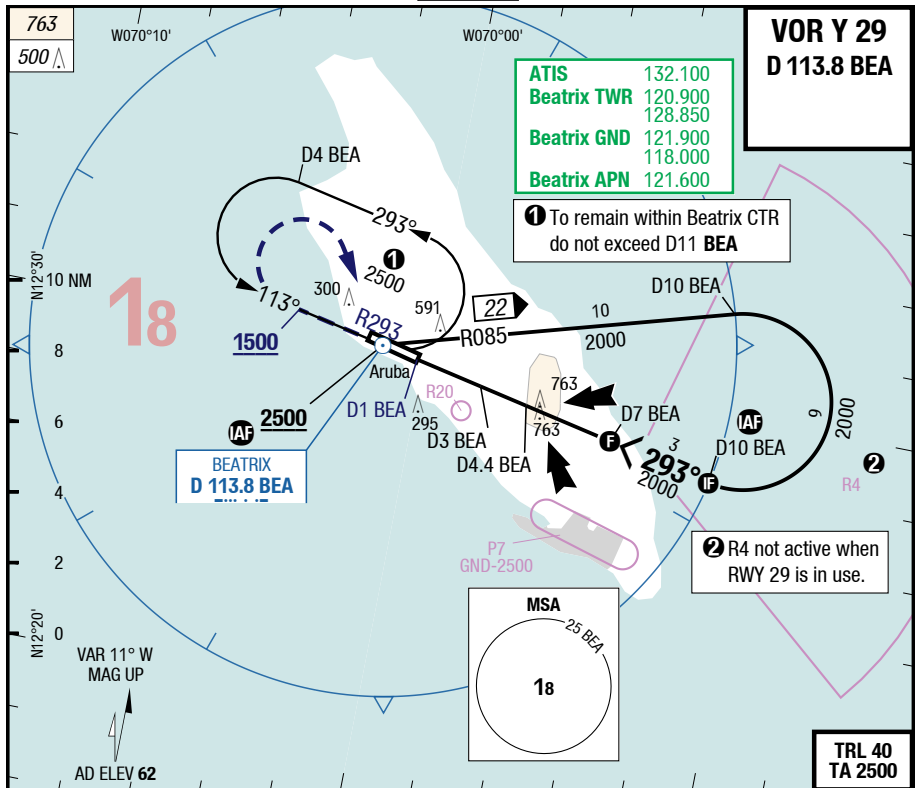 763
500
W070°10'
W070°00'
VOR Y 29
D 113.8 BEA
ATIS 132.100
Beatrix TWR 120.900
128.850
Beatrix GND 121.900
118.000
Beatrix APN 121.600
D4 BEA
1 To remain within Beatrix CTR
do not exceed D11 BEA
293°
1
2500
N12°30'
10 NM
18
113°
300
591
22
10
D10 BEA
R293
R085
2000
1500
8
Aruba
R20
763
D1 BEA
6
2500
IAF
295
D3 BEA
763
D7 BEA
F
D4.4 BEA
IAF
D10 BEA
9
2000
3
293°
2000
IF
2
R4
BEATRIX
D 113.8 BEA
4
P7
GND-2500
2 R4 not active when
RWY 29 is in use.
2
MSA
25 BEA
18
N12°20'
0
VAR 11° W
MAG UP
AD ELEV 62
TRL 40
TA 2500